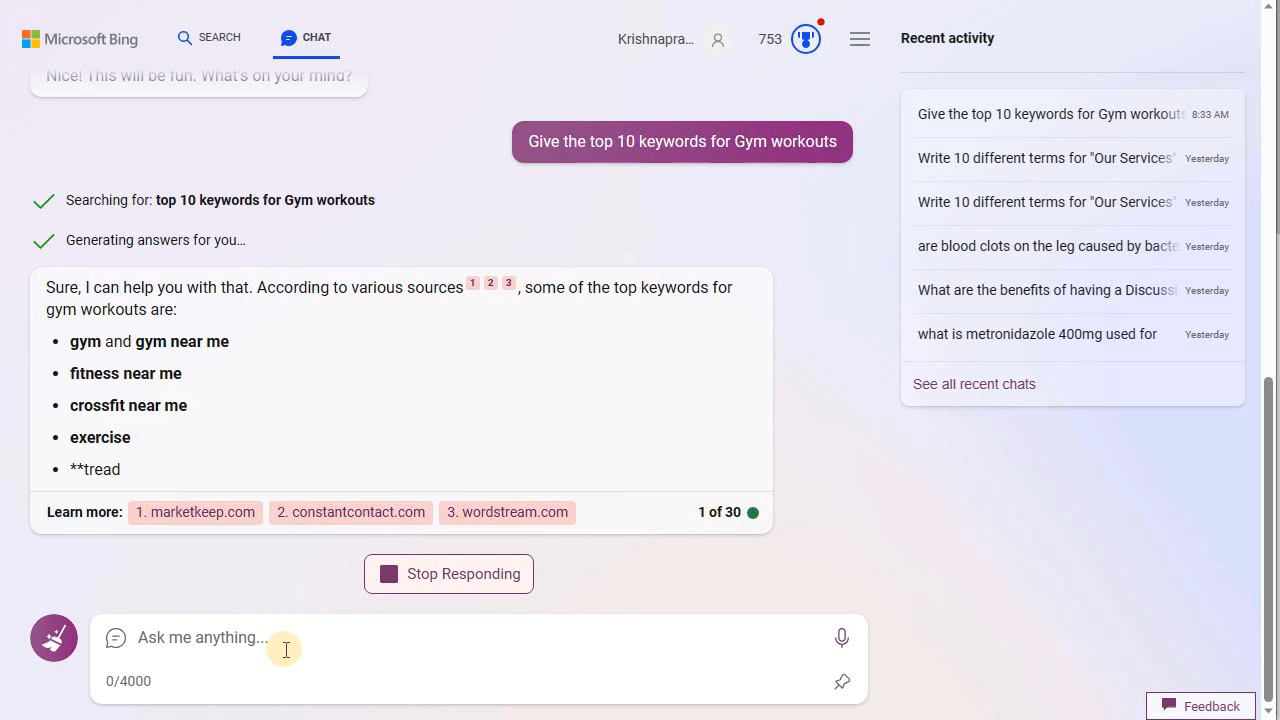 Microsoft Bing
SEARCH
CHAT
Krishnapra...
753
Recent activity
Nice! This will be fun. What's on your mind?
Give the top 10 keywords for Gym workouts
Searching for: top 10 keywords for Gym workouts
Generating answers for you...
Sure, I can help you with that. According to various sources 1 2 3, some of the top keywords for
gym workouts are:
• gym and gym near me
• fitness near me
• crossfit near me
• exercise
• **tread
Learn more: 1. marketkeep.com 2. constantcontact.com 3. wordstream.com 1 of 30
Stop Responding
Ask me anything...
0/4000
Give the top 10 keywords for Gym workouts 8:33 AM
Write 10 different terms for "Our Services" Yesterday
Write 10 different terms for "Our Services" Yesterday
are blood clots on the leg caused by bacte Yesterday
What are the benefits of having a Discussi Yesterday
what is metronidazole 400mg used for Yesterday
See all recent chats
Feedback